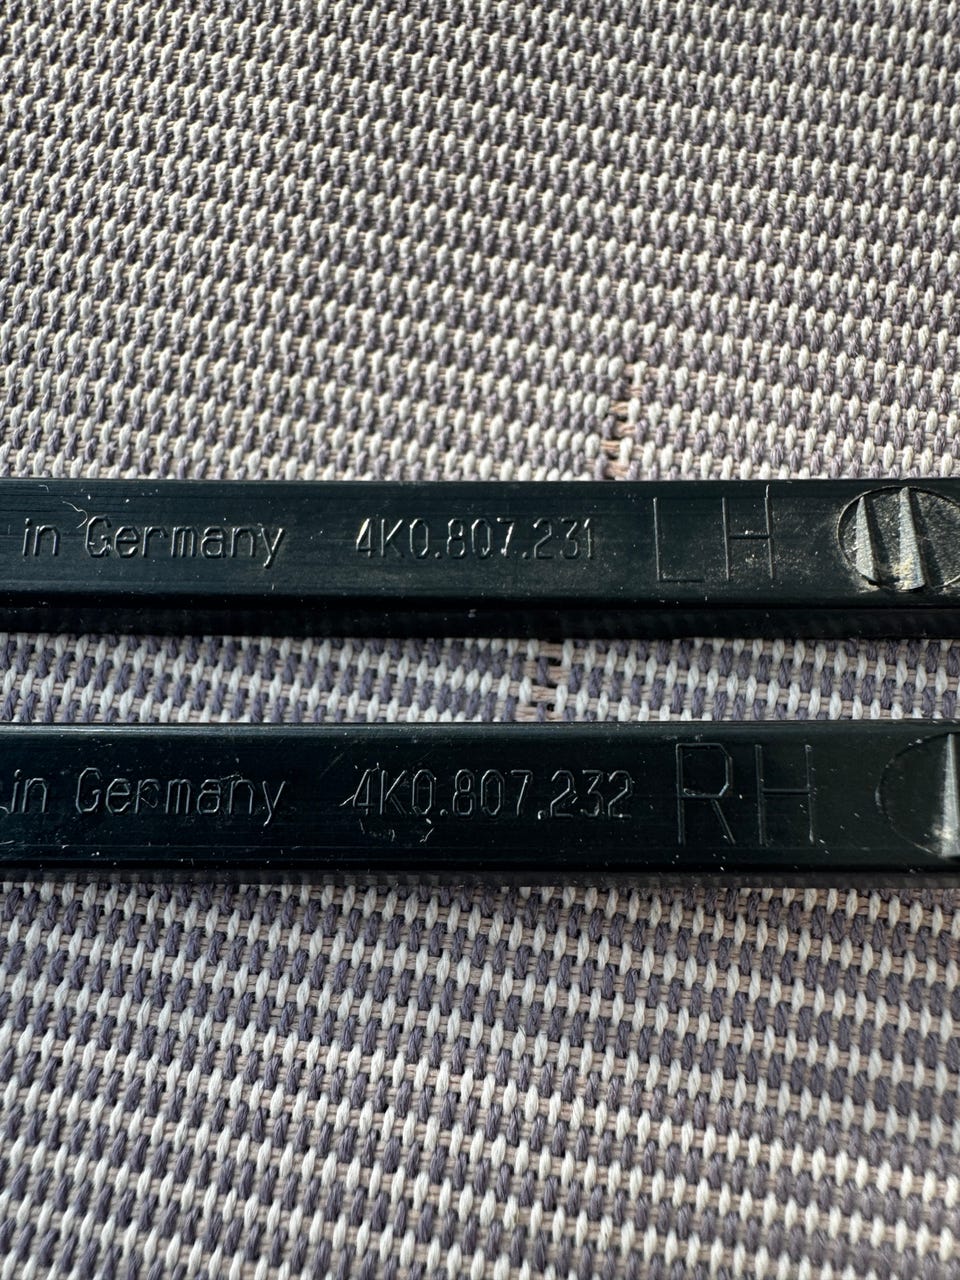 in Germany 4K0.807.231 LH
in Germany 4K0.807.232 RH